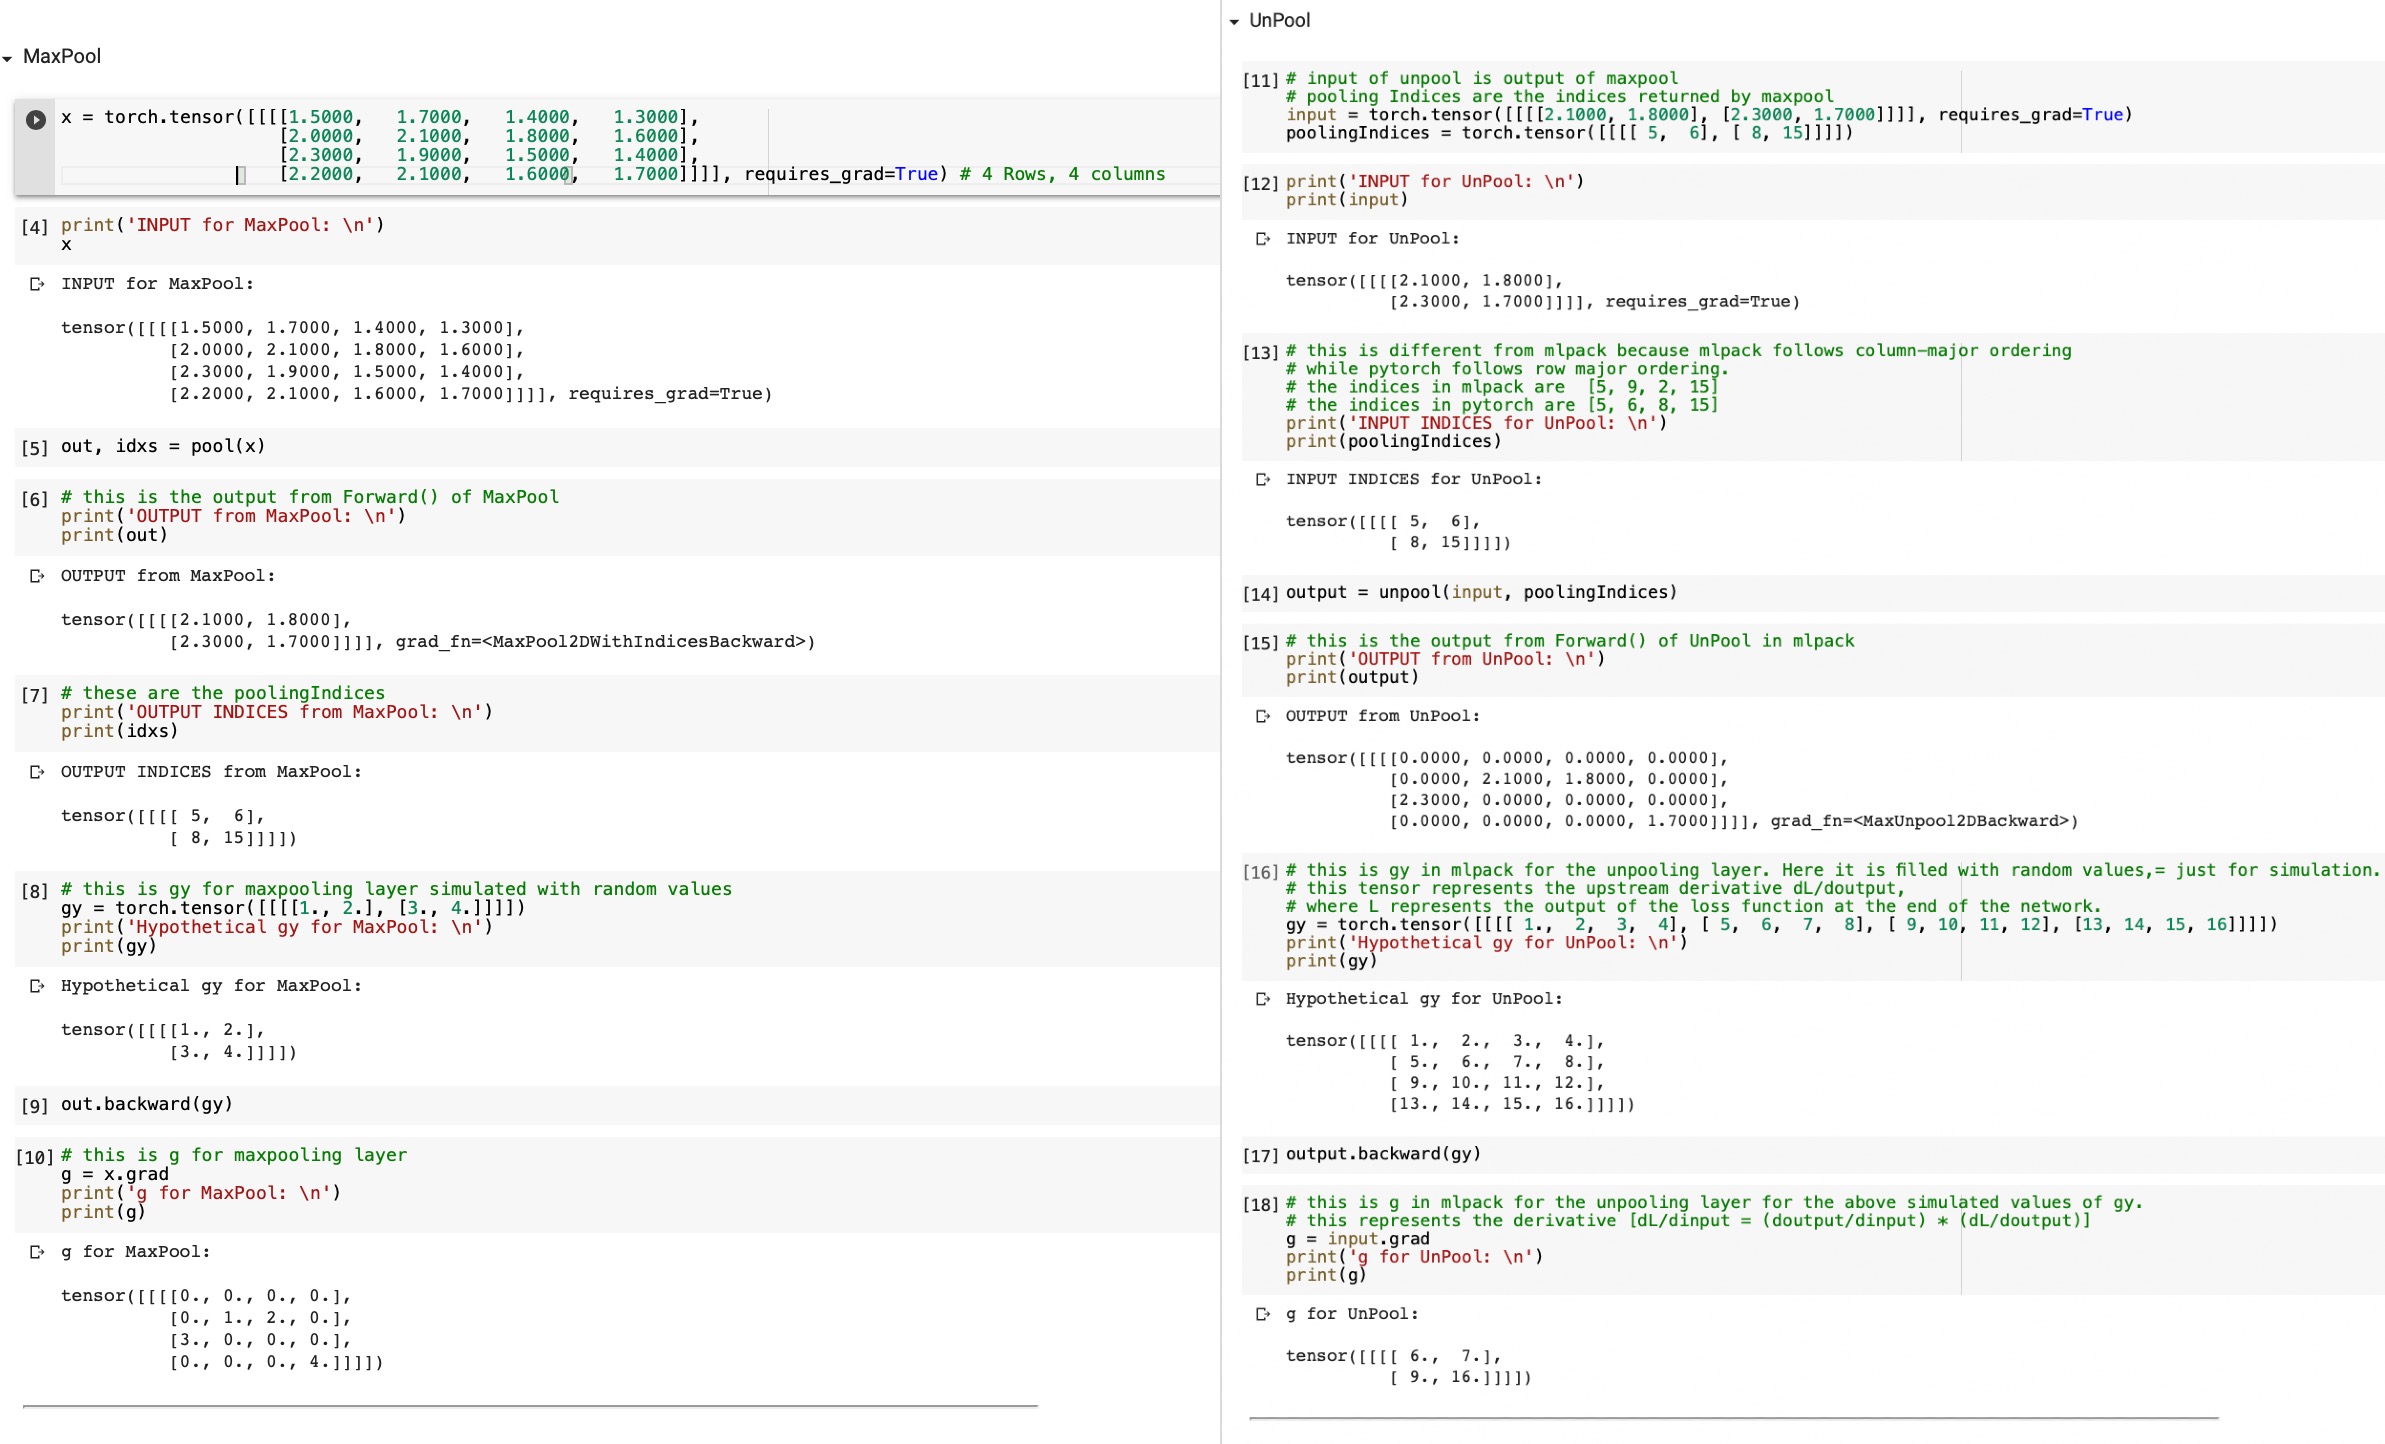 MaxPool
x = torch.tensor([[[[1.5000, 1.7000, 1.4000, 1.3000],
[2.0000, 2.1000, 1.8000, 1.6000],
[2.3000, 1.9000, 1.5000, 1.4000],
[2.2000, 2.1000, 1.6000, 1.7000]]]], requires_grad=True) # 4 Rows, 4 columns
[4] print('INPUT for MaxPool: \n')
x
INPUT for MaxPool:
tensor([[[[1.5000, 1.7000, 1.4000, 1.3000],
[2.0000, 2.1000, 1.8000, 1.6000],
[2.3000, 1.9000, 1.5000, 1.4000],
[2.2000, 2.1000, 1.6000, 1.7000]]]], requires_grad=True)
[5] out, idxs = pool(x)
[6] # this is the output from Forward() of MaxPool
print('OUTPUT from MaxPool: \n')
print(out)
OUTPUT from MaxPool:
tensor([[[[2.1000, 1.8000],
[2.3000, 1.7000]]]], grad_fn=<MaxPool2DWithIndicesBackward>)
[7] # these are the poolingIndices
print('OUTPUT INDICES from MaxPool: \n')
print(idxs)
OUTPUT INDICES from MaxPool:
tensor([[[[ 5, 6],
[ 8, 15]]]])
[8] # this is gy for maxpooling layer simulated with random values
gy = torch.tensor([[[[1., 2.], [3., 4.]]]])
print('Hypothetical gy for MaxPool: \n')
print(gy)
Hypothetical gy for MaxPool:
tensor([[[[1., 2.],
[3., 4.]]]])
[9] out.backward(gy)
[10] # this is g for maxpooling layer
g = x.grad
print('g for MaxPool: \n')
print(g)
g for MaxPool:
tensor([[[[0., 0., 0., 0.],
[0., 1., 2., 0.],
[3., 0., 0., 0.],
[0., 0., 0., 4.]]]])
UnPool
[11] # input of unpool is output of maxpool
# pooling Indices are the indices returned by maxpool
input = torch.tensor([[[[2.1000, 1.8000], [2.3000, 1.7000]]]], requires_grad=True)
poolingIndices = torch.tensor([[[[ 5, 6], [ 8, 15]]]])
[12] print('INPUT for UnPool: \n')
print(input)
INPUT for UnPool:
tensor([[[[2.1000, 1.8000],
[2.3000, 1.7000]]]], requires_grad=True)
[13] # this is different from mlpack because mlpack follows column-major ordering
# while pytorch follows row major ordering.
# the indices in mlpack are [5, 9, 2, 15]
# the indices in pytorch are [5, 6, 8, 15]
print('INPUT INDICES for UnPool: \n')
print(poolingIndices)
INPUT INDICES for UnPool:
tensor([[[[ 5, 6],
[ 8, 15]]]])
[14] output = unpool(input, poolingIndices)
[15] # this is the output from Forward() of UnPool in mlpack
print('OUTPUT from UnPool: \n')
print(output)
OUTPUT from UnPool:
tensor([[[[0.0000, 0.0000, 0.0000, 0.0000],
[0.0000, 2.1000, 1.8000, 0.0000],
[2.3000, 0.0000, 0.0000, 0.0000],
[0.0000, 0.0000, 0.0000, 1.7000]]]], grad_fn=<MaxUnpool2DBackward>)
[16] # this is gy in mlpack for the unpooling layer. Here it is filled with random values,= just for simulation.
# this tensor represents the upstream derivative dL/doutput,
# where L represents the output of the loss function at the end of the network.
gy = torch.tensor([[[[ 1., 2, 3, 4], [ 5, 6, 7, 8], [ 9, 10, 11, 12], [13, 14, 15, 16]]]])
print('Hypothetical gy for UnPool: \n')
print(gy)
Hypothetical gy for UnPool:
tensor([[[[ 1., 2., 3., 4.],
[ 5., 6., 7., 8.],
[ 9., 10., 11., 12.],
[13., 14., 15., 16.]]]])
[17] output.backward(gy)
[18] # this is g in mlpack for the unpooling layer for the above simulated values of gy.
# this represents the derivative [dL/dinput = (doutput/dinput) * (dL/doutput)]
g = input.grad
print('g for UnPool: \n')
print(g)
g for UnPool:
tensor([[[[ 6., 7.],
[ 9., 16.]]]])